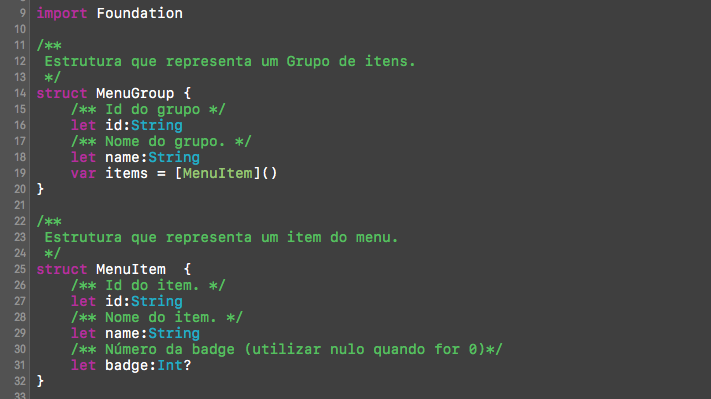 9 import Foundation
10
11 /**
12  Estrutura que representa um Grupo de itens.
13  */
14 struct MenuGroup {
15     /** Id do grupo */
16     let id:String
17     /** Nome do grupo. */
18     let name:String
19     var items = [MenuItem]()
20 }
21
22 /**
23  Estrutura que representa um item do menu.
24  */
25 struct MenuItem  {
26     /** Id do item. */
27     let id:String
28     /** Nome do item. */
29     let name:String
30     /** Número da badge (utilizar nulo quando for 0)*/
31     let badge:Int?
32 }
33